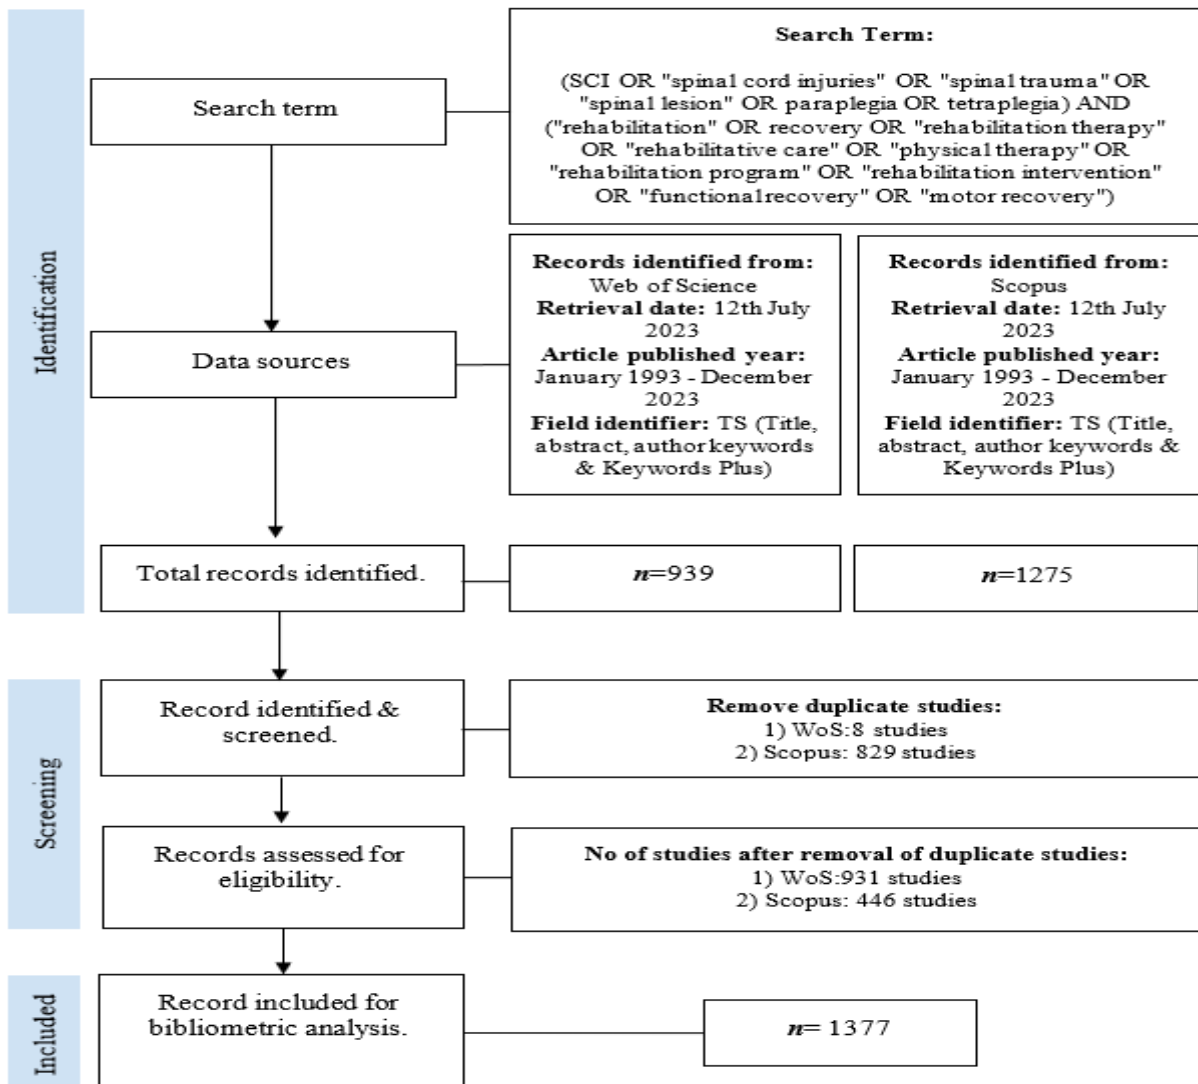 Identification
Search term
Search Term:
(SCI OR "spinal cord injuries" OR "spinal trauma" OR
"spinal lesion" OR paraplegia OR tetraplegia) AND
("rehabilitation" OR recovery OR "rehabilitation therapy"
OR "rehabilitative care" OR "physical therapy" OR
"rehabilitation program" OR "rehabilitation intervention"
OR "functional recovery" OR "motor recovery")
Data sources
Records identified from:
Web of Science
Retrieval date: 12th July
2023
Article published year:
January 1993 - December
2023
Field identifier: TS (Title,
abstract, author keywords
& Keywords Plus)
Records identified from:
Scopus
Retrieval date: 12th July
2023
Article published year:
January 1993 - December
2023
Field identifier: TS (Title,
abstract, author keywords &
Keywords Plus)
Total records identified.
n=939
n=1275
Screening
Record identified &
screened.
Remove duplicate studies:
1) WoS:8 studies
2) Scopus: 829 studies
Records assessed for
eligibility.
No of studies after removal of duplicate studies:
1) WoS:931 studies
2) Scopus: 446 studies
Included
Record included for
bibliometric analysis.
n= 1377